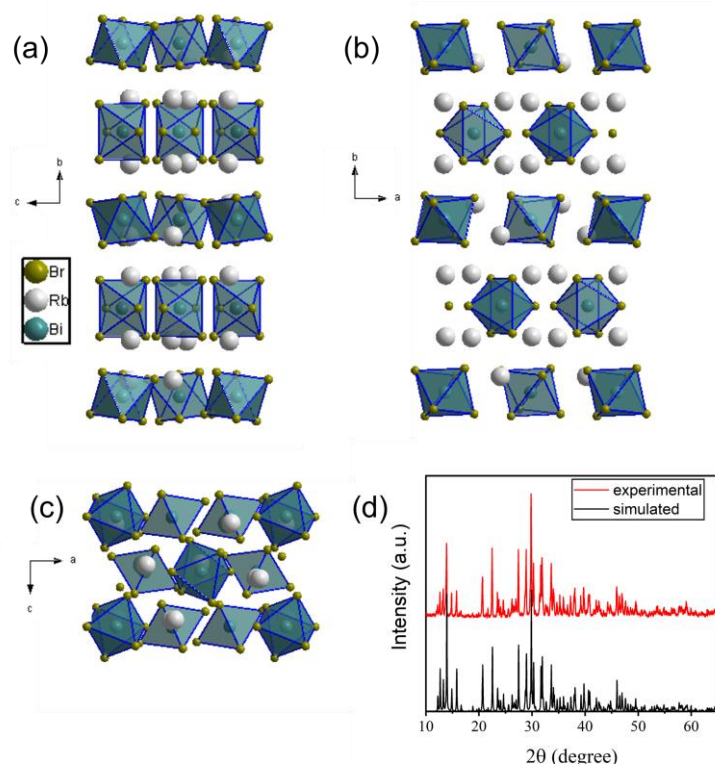 (a)
(b)
b
c
b
a
Br
Rb
Bi
(c)
(d)
a
c
experimental
simulated
Intensity (a.u.)
10 20 30 40 50 60
2θ (degree)